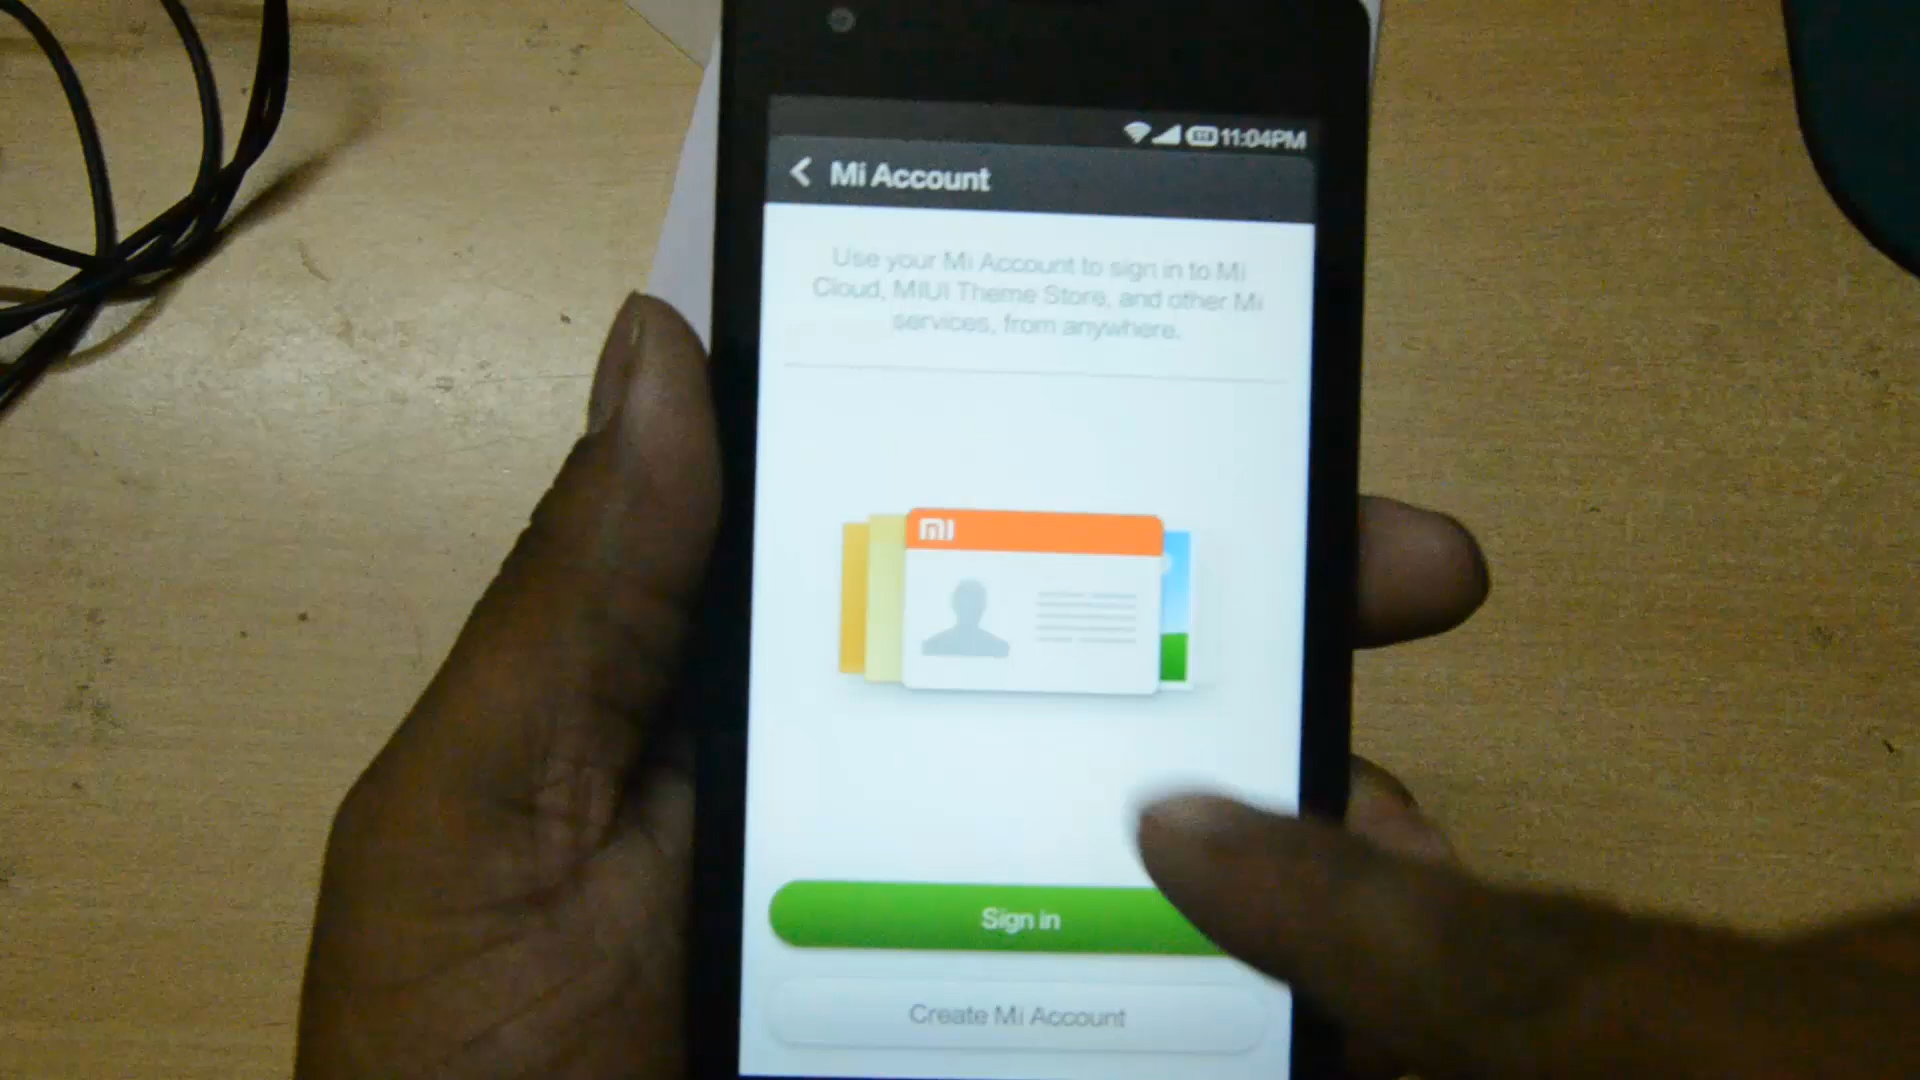 11:04PM
Mi Account
Use your Mi Account to sign in to Mi
Cloud, MIUI Theme Store, and other Mi
services, from anywhere.
MI
Sign in
Create Mi Account